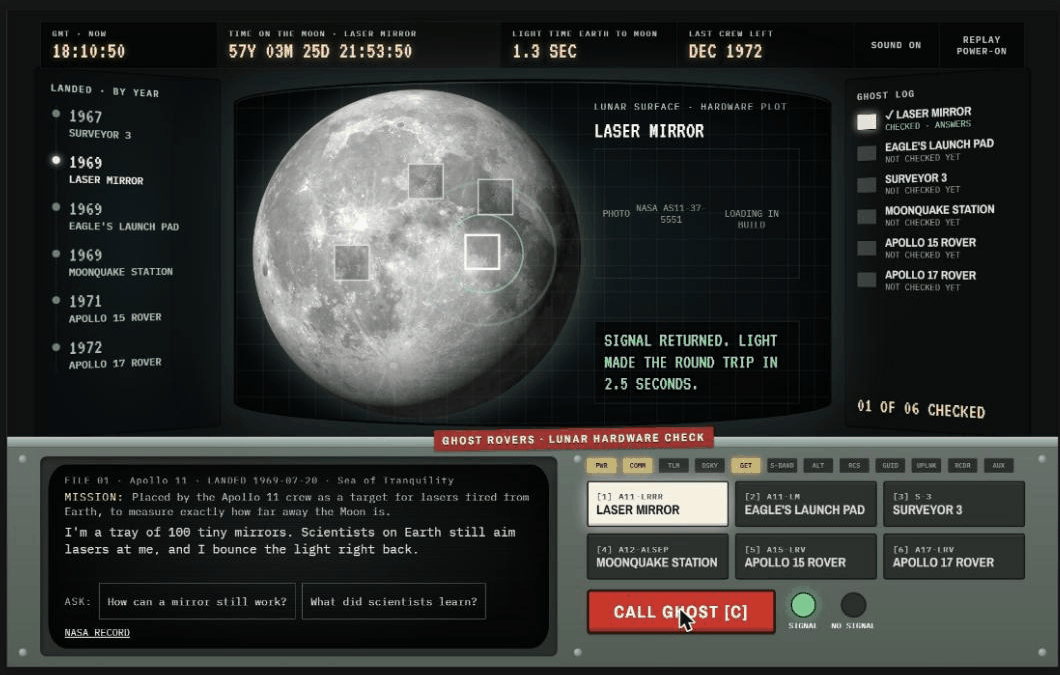 GMT · NOW
18:10:50
TIME ON THE MOON · LASER MIRROR
57Y 03M 25D 21:53:50
LIGHT TIME EARTH TO MOON
1.3 SEC
LAST CREW LEFT
DEC 1972
SOUND ON
REPLAY
POWER-ON
LANDED · BY YEAR
1967
SURVEYOR 3
1969
LASER MIRROR
1969
EAGLE'S LAUNCH PAD
1969
MOONQUAKE STATION
1971
APOLLO 15 ROVER
1972
APOLLO 17 ROVER
LUNAR SURFACE · HARDWARE PLOT
LASER MIRROR
PHOTO
NASA AS11-37-
5551
LOADING IN
BUILD
SIGNAL RETURNED. LIGHT
MADE THE ROUND TRIP IN
2.5 SECONDS.
GHOST LOG
✓ LASER MIRROR
CHECKED · ANSWERS
EAGLE'S LAUNCH PAD
NOT CHECKED YET
SURVEYOR 3
NOT CHECKED YET
MOONQUAKE STATION
NOT CHECKED YET
APOLLO 15 ROVER
NOT CHECKED YET
APOLLO 17 ROVER
NOT CHECKED YET
01 OF 06 CHECKED
GHOST ROVERS · LUNAR HARDWARE CHECK
FILE 01 · Apollo 11 · LANDED 1969-07-20 · Sea of Tranquility
MISSION: Placed by the Apollo 11 crew as a target for lasers fired from
Earth, to measure exactly how far away the Moon is.
I'm a tray of 100 tiny mirrors. Scientists on Earth still aim
lasers at me, and I bounce the light right back.
ASK: How can a mirror still work? What did scientists learn?
NASA RECORD
PWR COMM TLM DSKY GET S-BAND ALT RCS GUID UPLNK RCDR AUX
[1] A11-LRRR
LASER MIRROR
[2] A11-LM
EAGLE'S LAUNCH PAD
[3] S-3
SURVEYOR 3
[4] A12-ALSEP
MOONQUAKE STATION
[5] A15-LRV
APOLLO 15 ROVER
[6] A17-LRV
APOLLO 17 ROVER
CALL GHOST [C]
SIGNAL
NO SIGNAL